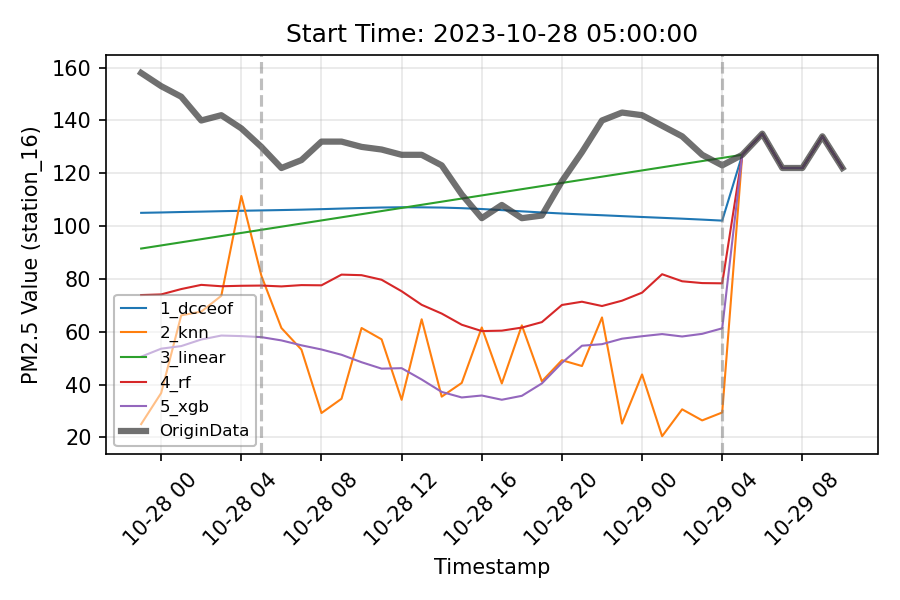 Start Time: 2023-10-28 05:00:00
PM2.5 Value (station_16)
160
140
120
100
80
60
40
20
1_dcceof
2_knn
3_linear
4_rf
5_xgb
OriginData
10-28 00
10-28 04
10-28 08
10-28 12
10-28 16
10-28 20
10-29 00
10-29 04
10-29 08
Timestamp